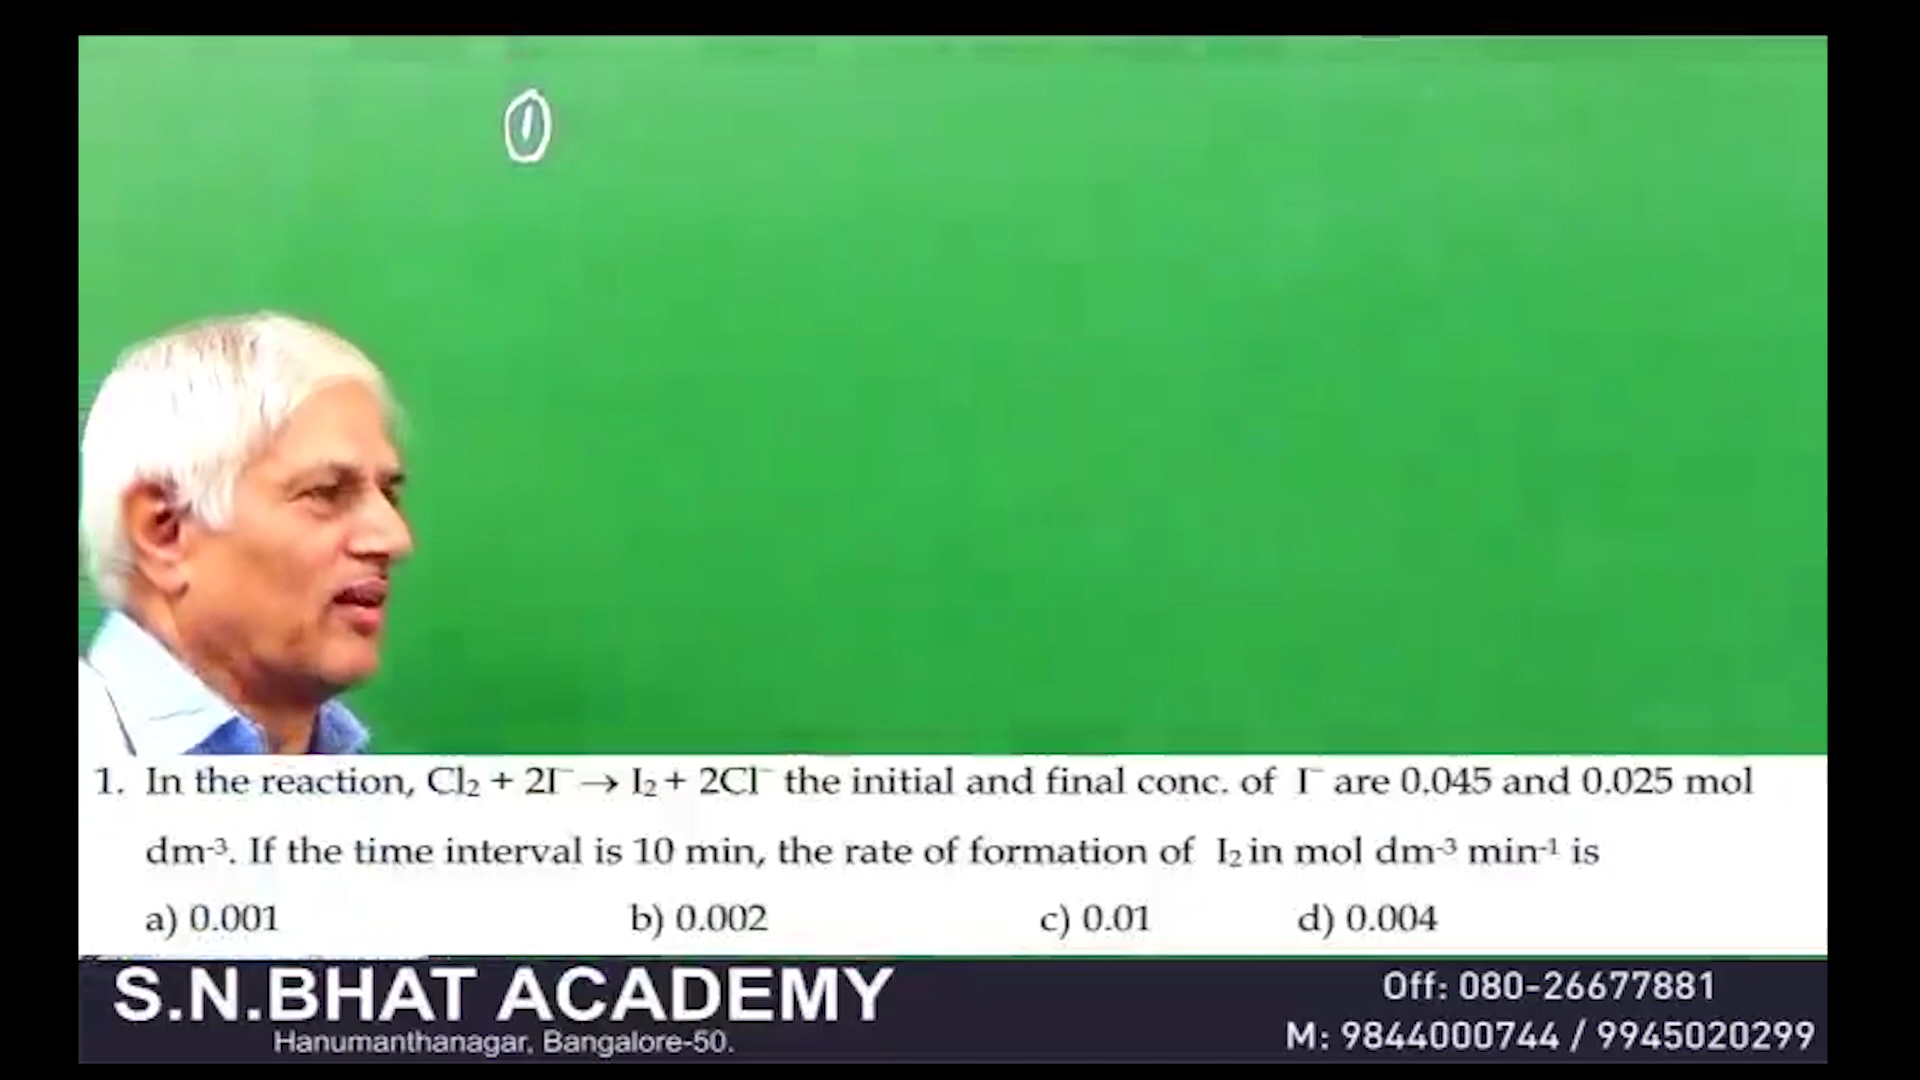 1
1. In the reaction, Cl₂ + 2I⁻ → I₂ + 2Cl⁻ the initial and final conc. of I⁻ are 0.045 and 0.025 mol
dm⁻³. If the time interval is 10 min, the rate of formation of I₂ in mol dm⁻³ min⁻¹ is
a) 0.001 b) 0.002 c) 0.01 d) 0.004
S.N.BHAT ACADEMY
Hanumanthanagar, Bangalore-50.
Off: 080-26677881
M: 9844000744 / 9945020299